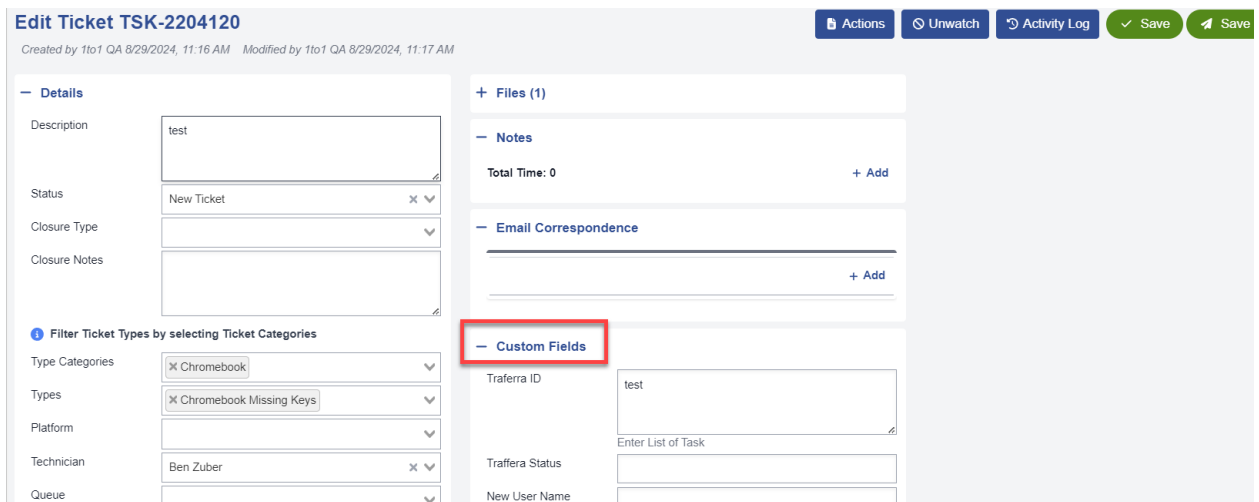 Edit Ticket TSK-2204120
Actions
Unwatch
Activity Log
Save
Save
Created by 1to1 QA 8/29/2024, 11:16 AM Modified by 1to1 QA 8/29/2024, 11:17 AM
Details
Description
test
Status
New Ticket
Closure Type
Closure Notes
Filter Ticket Types by selecting Ticket Categories
Type Categories
Chromebook
Types
Chromebook Missing Keys
Platform
Technician
Ben Zuber
Queue
Files (1)
Notes
Total Time: 0
+ Add
Email Correspondence
+ Add
Custom Fields
Traferra ID
test
Enter List of Task
Traffera Status
New User Name